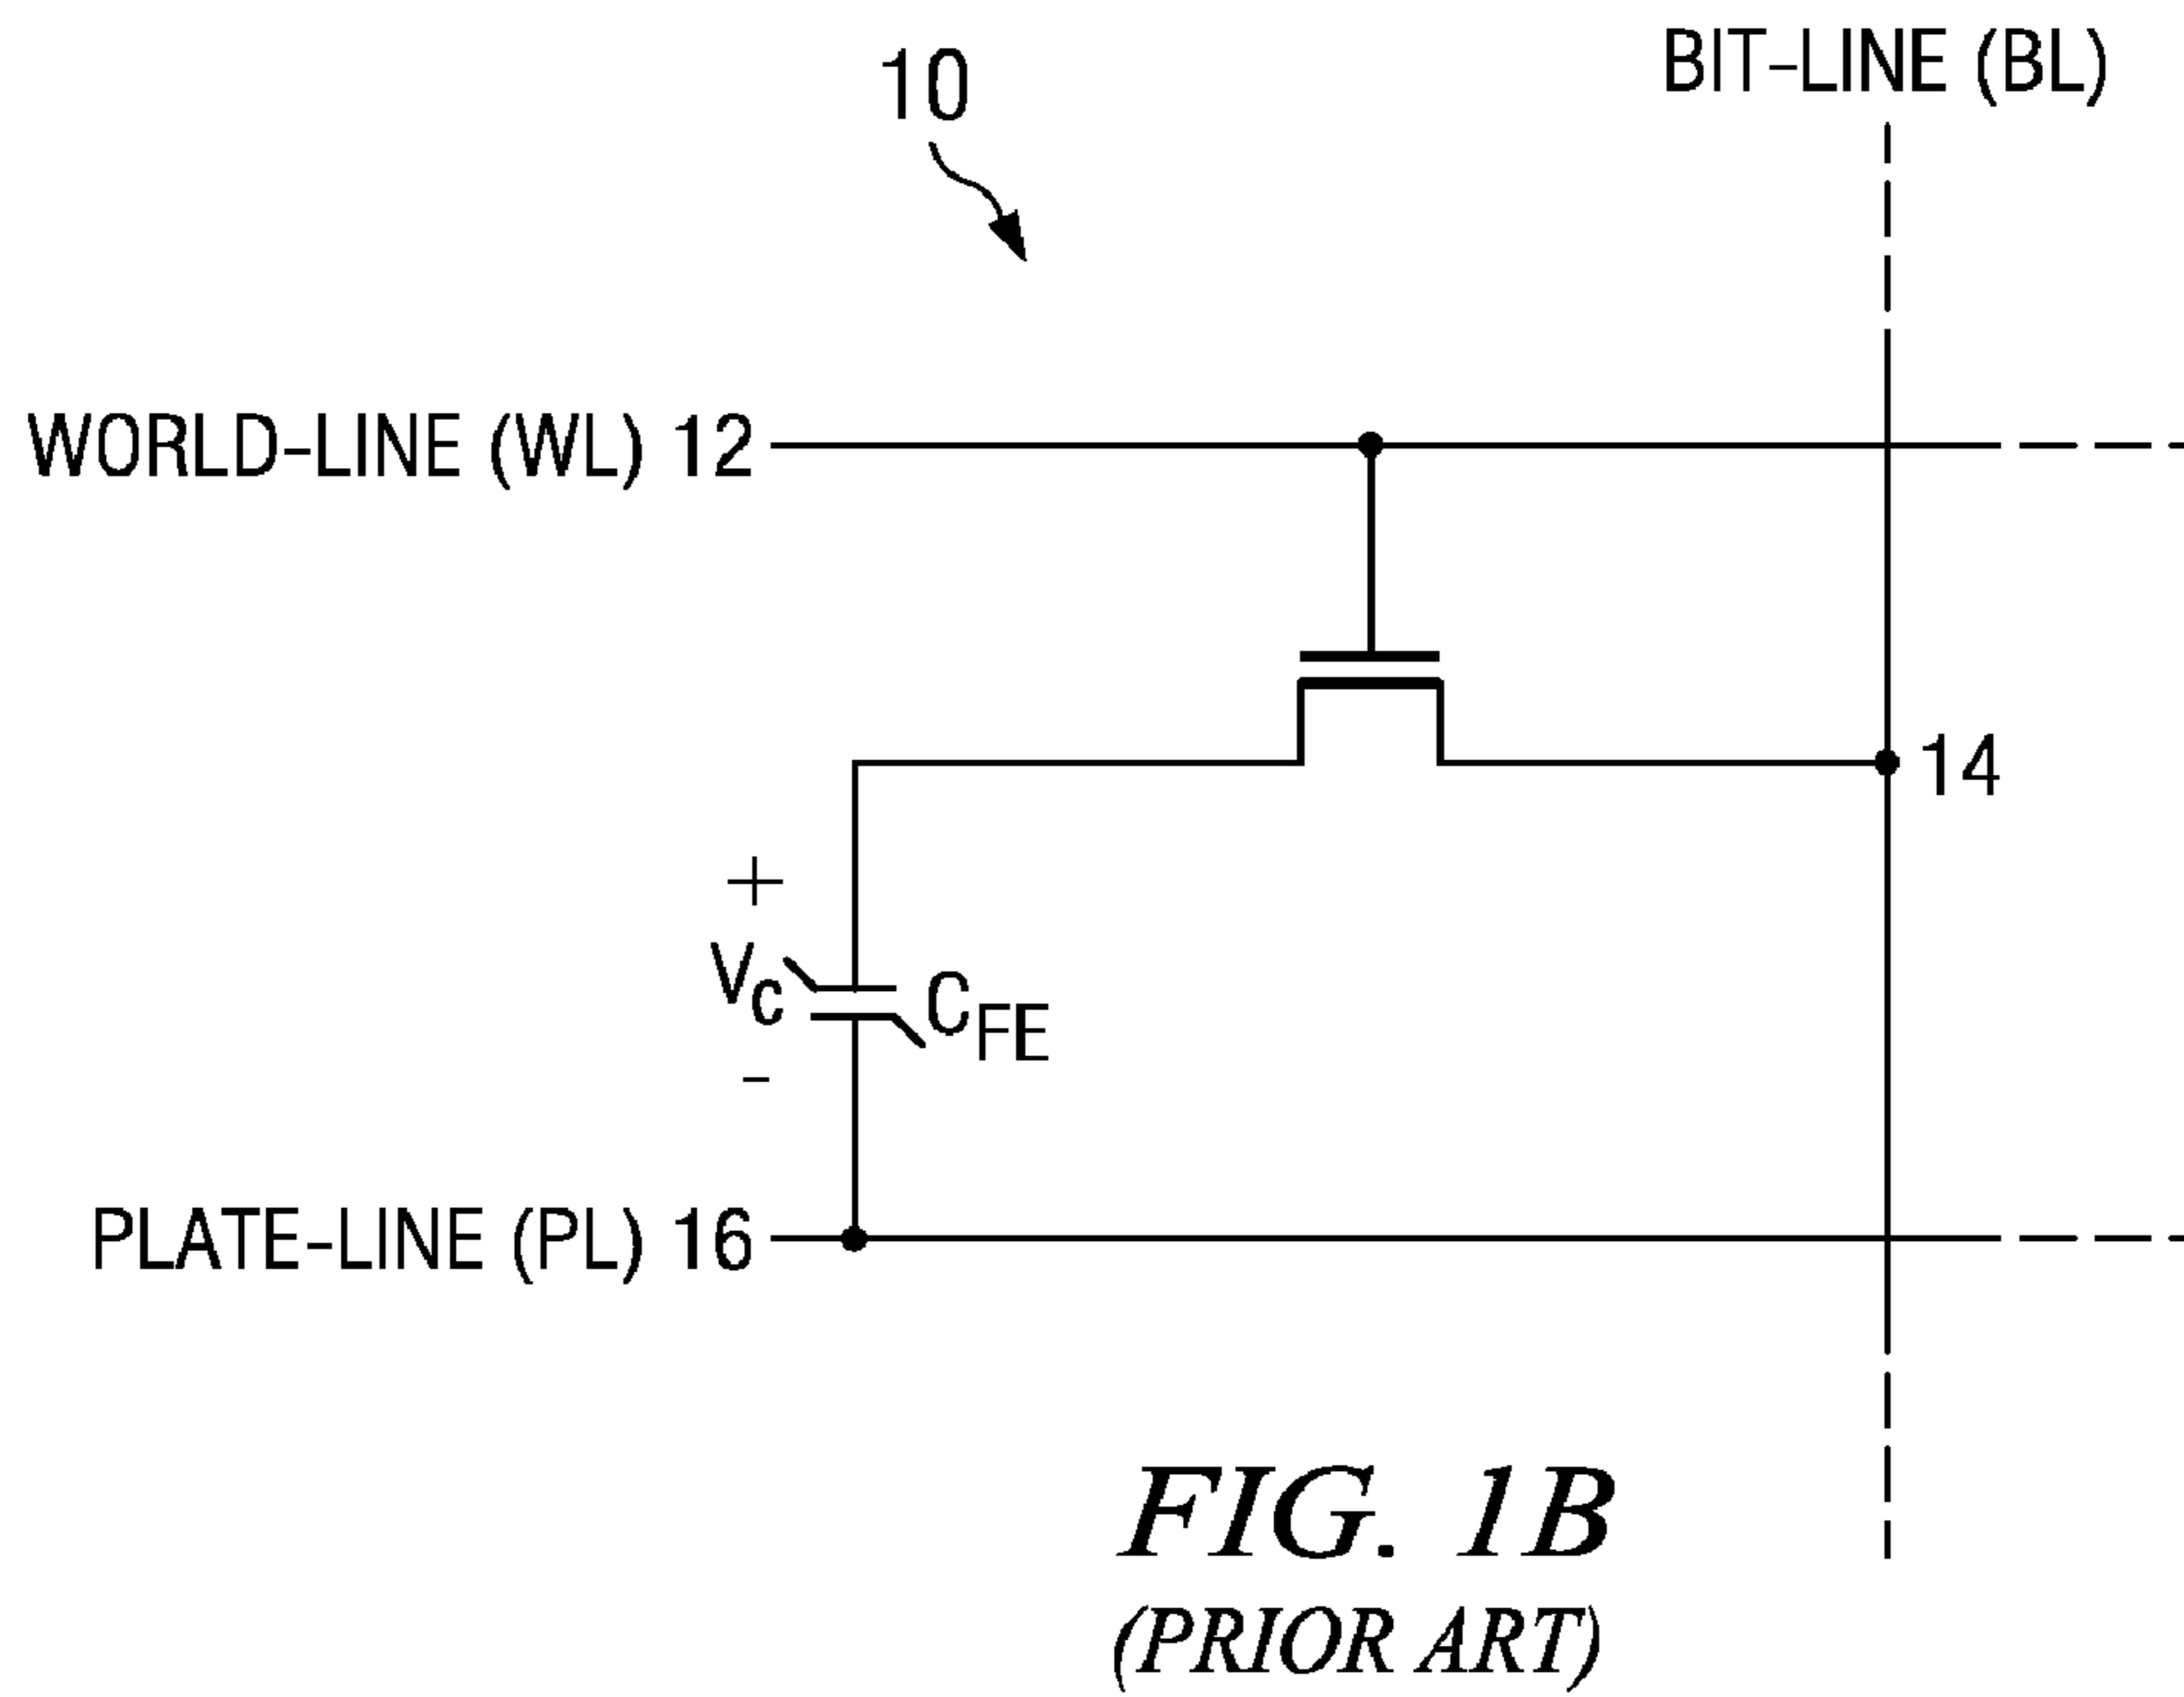 10
BIT-LINE (BL)
WORLD-LINE (WL) 12
14
+
VC
CFE
-
PLATE-LINE (PL) 16
FIG. 1B
(PRIOR ART)